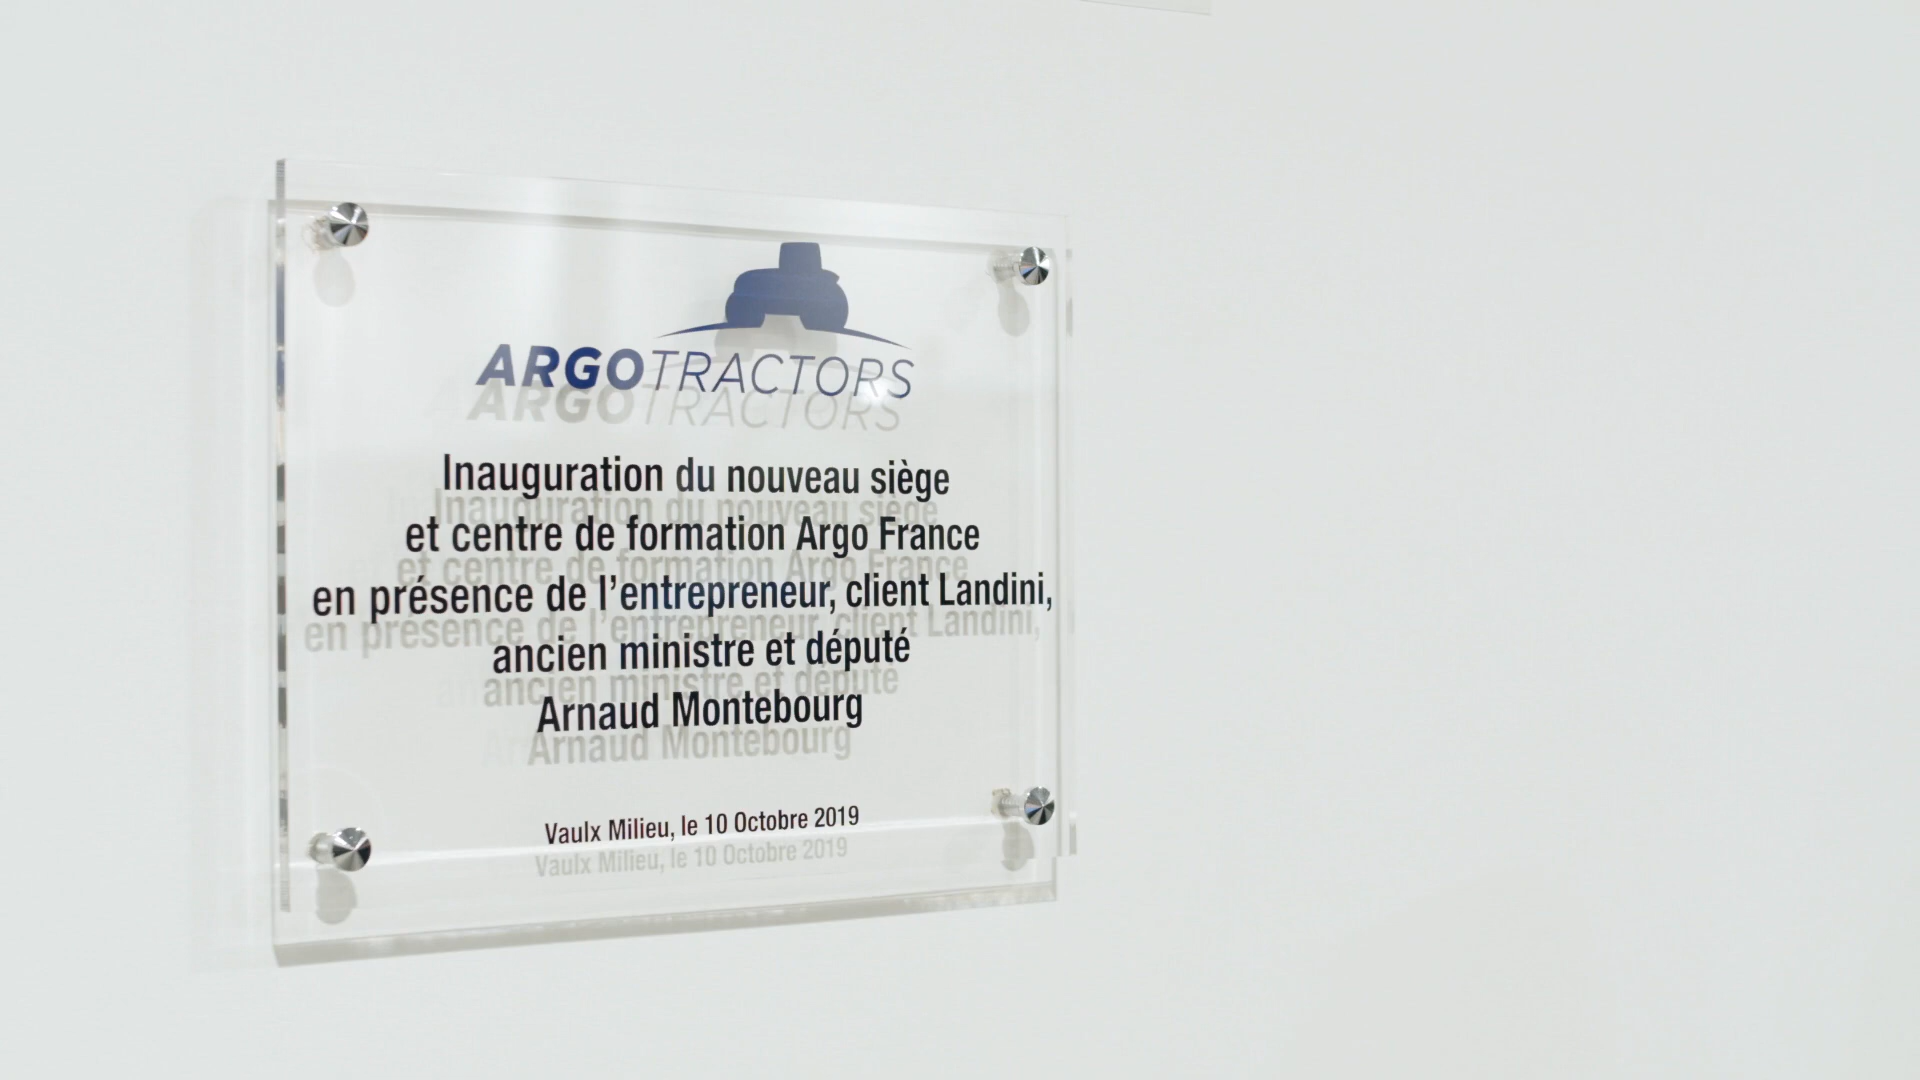 ARGOTRACTORS
Inauguration du nouveau siège
et centre de formation Argo France
en présence de l’entrepreneur, client Landini,
ancien ministre et député
Arnaud Montebourg
Vaulx Milieu, le 10 Octobre 2019